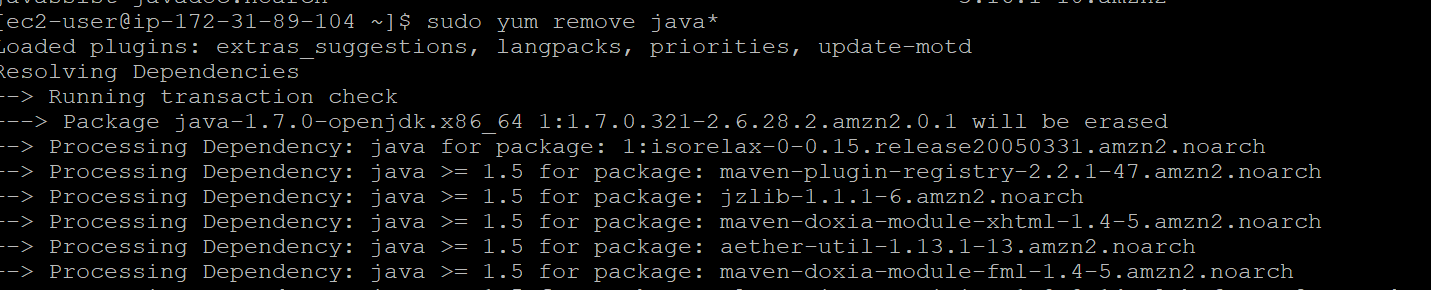 [ec2-user@ip-172-31-89-104 ~]$ sudo yum remove java*
Loaded plugins: extras_suggestions, langpacks, priorities, update-motd
Resolving Dependencies
--> Running transaction check
---> Package java-1.7.0-openjdk.x86_64 1:1.7.0.321-2.6.28.2.amzn2.0.1 will be erased
--> Processing Dependency: java for package: 1:isorelax-0-0.15.release20050331.amzn2.noarch
--> Processing Dependency: java >= 1.5 for package: maven-plugin-registry-2.2.1-47.amzn2.noarch
--> Processing Dependency: java >= 1.5 for package: jzlib-1.1.1-6.amzn2.noarch
--> Processing Dependency: java >= 1.5 for package: maven-doxia-module-xhtml-1.4-5.amzn2.noarch
--> Processing Dependency: java >= 1.5 for package: aether-util-1.13.1-13.amzn2.noarch
--> Processing Dependency: java >= 1.5 for package: maven-doxia-module-fml-1.4-5.amzn2.noarch